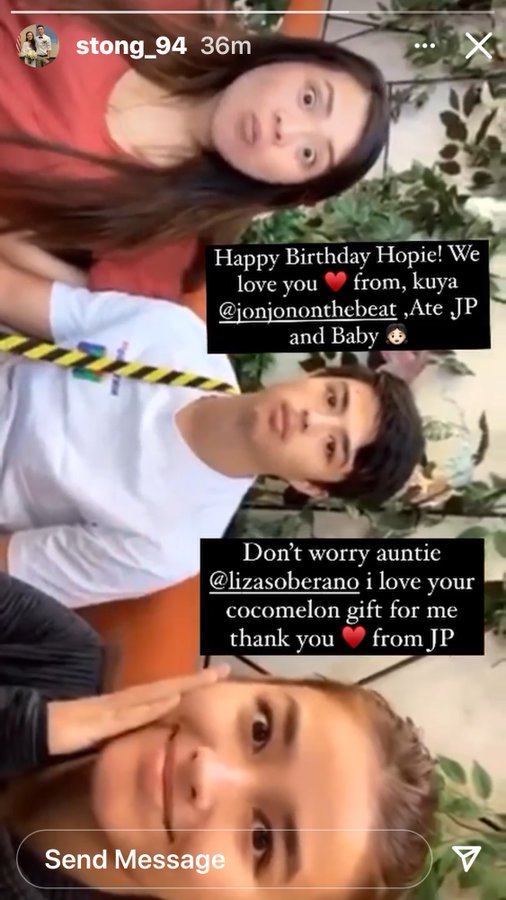 stong_94 36m
Happy Birthday Hopie! We
love you ❤️ from, kuya
@jonjononthebeat ,Ate JP
and Baby 👧🏻
Don't worry auntie
@lizasoberano i love your
cocomelon gift for me
thank you ❤️ from JP
Send Message